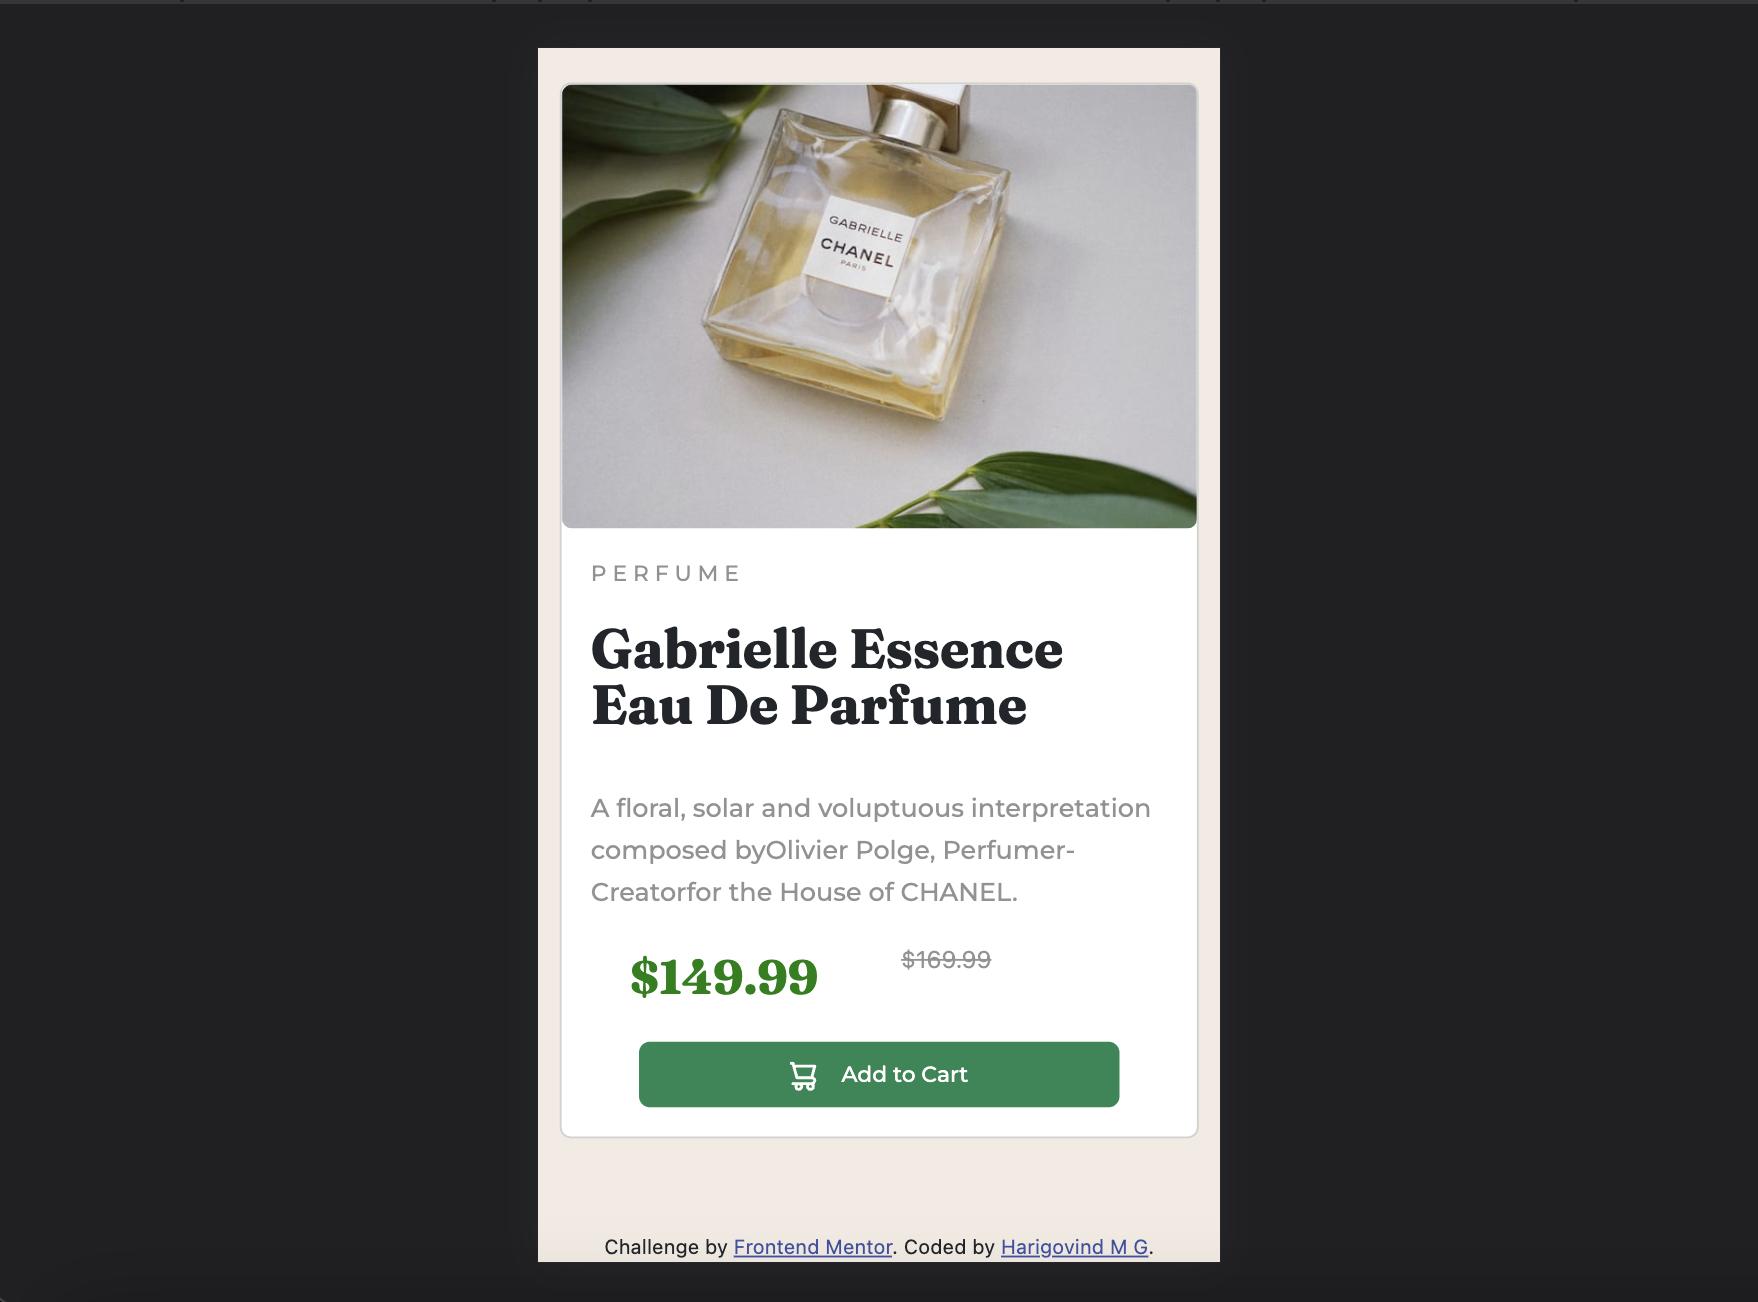 GABRIELLE
CHANEL
PARIS
PERFUME
Gabrielle Essence
Eau De Parfume
A floral, solar and voluptuous interpretation
composed byOlivier Polge, Perfumer-
Creatorfor the House of CHANEL.
$149.99 $169.99
Add to Cart
Challenge by Frontend Mentor. Coded by Harigovind M G.